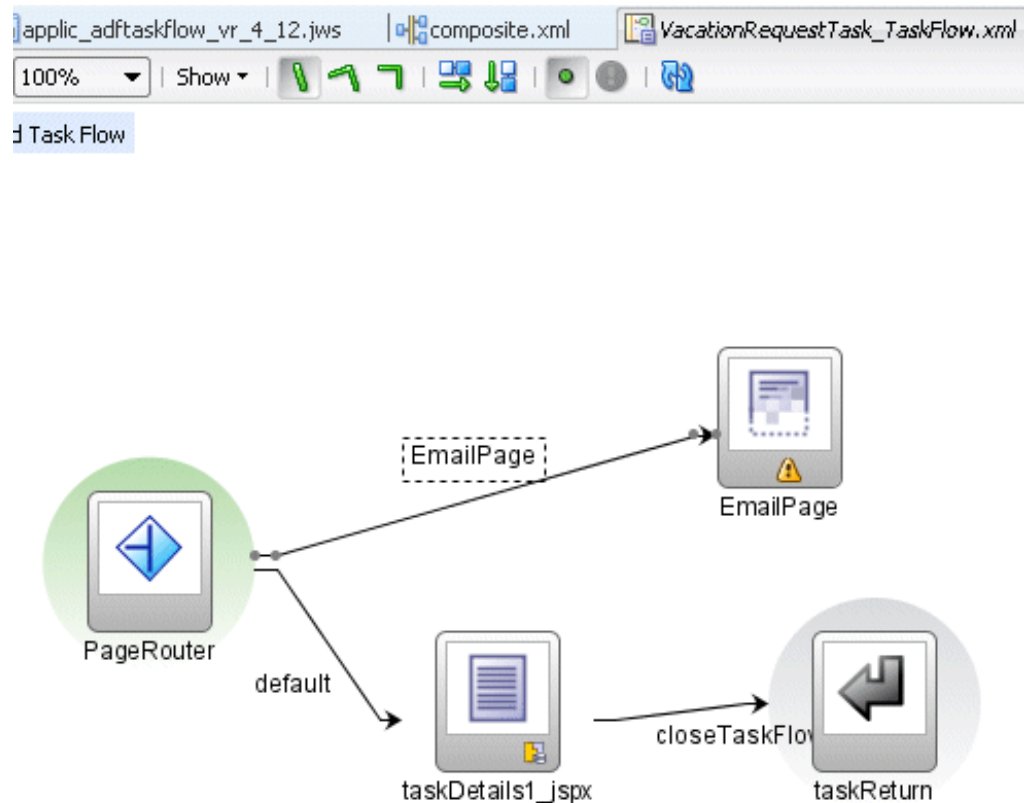 applic_adftaskflow_vr_4_12.jws
composite.xml
VacationRequestTask_TaskFlow.xml
100%
Show
d Task Flow
EmailPage
EmailPage
PageRouter
default
closeTaskFlow
taskDetails1_jspx
taskReturn